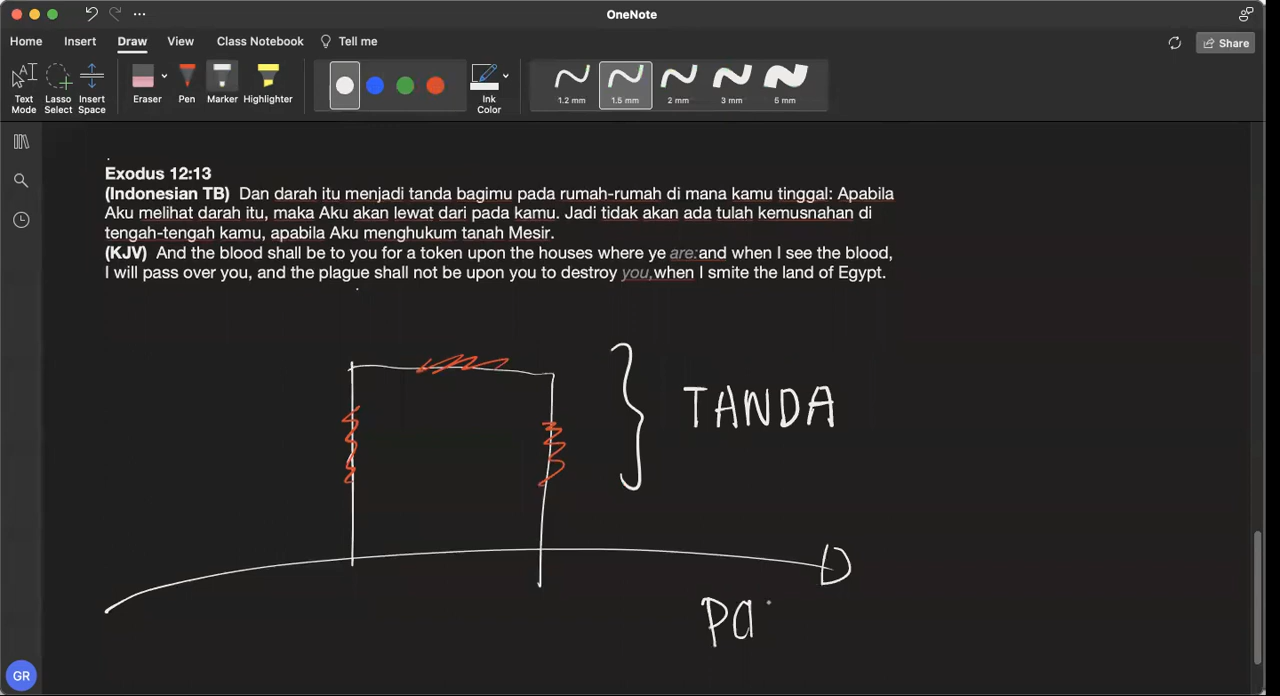 OneNote
Home Insert Draw View Class Notebook Tell me
Share
Text Mode
Lasso Select
Insert Space
Eraser
Pen
Marker
Highlighter
Ink Color
1.2 mm
1.5 mm
2 mm
3 mm
5 mm
Exodus 12:13
(Indonesian TB) Dan darah itu menjadi tanda bagimu pada rumah-rumah di mana kamu tinggal: Apabila
Aku melihat darah itu, maka Aku akan lewat dari pada kamu. Jadi tidak akan ada tulah kemusnahan di
tengah-tengah kamu, apabila Aku menghukum tanah Mesir.
(KJV) And the blood shall be to you for a token upon the houses where ye are:and when I see the blood,
I will pass over you, and the plague shall not be upon you to destroy you,when I smite the land of Egypt.
TANDA
Pa
GR